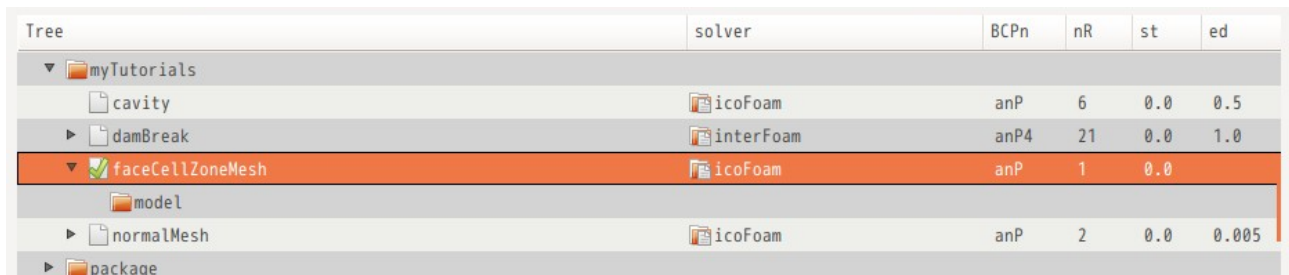 Tree solver BCPn nR st ed
myTutorials
cavity icoFoam anP 6 0.0 0.5
damBreak interFoam anP4 21 0.0 1.0
faceCellZoneMesh icoFoam anP 1 0.0
model
normalMesh icoFoam anP 2 0.0 0.005
package